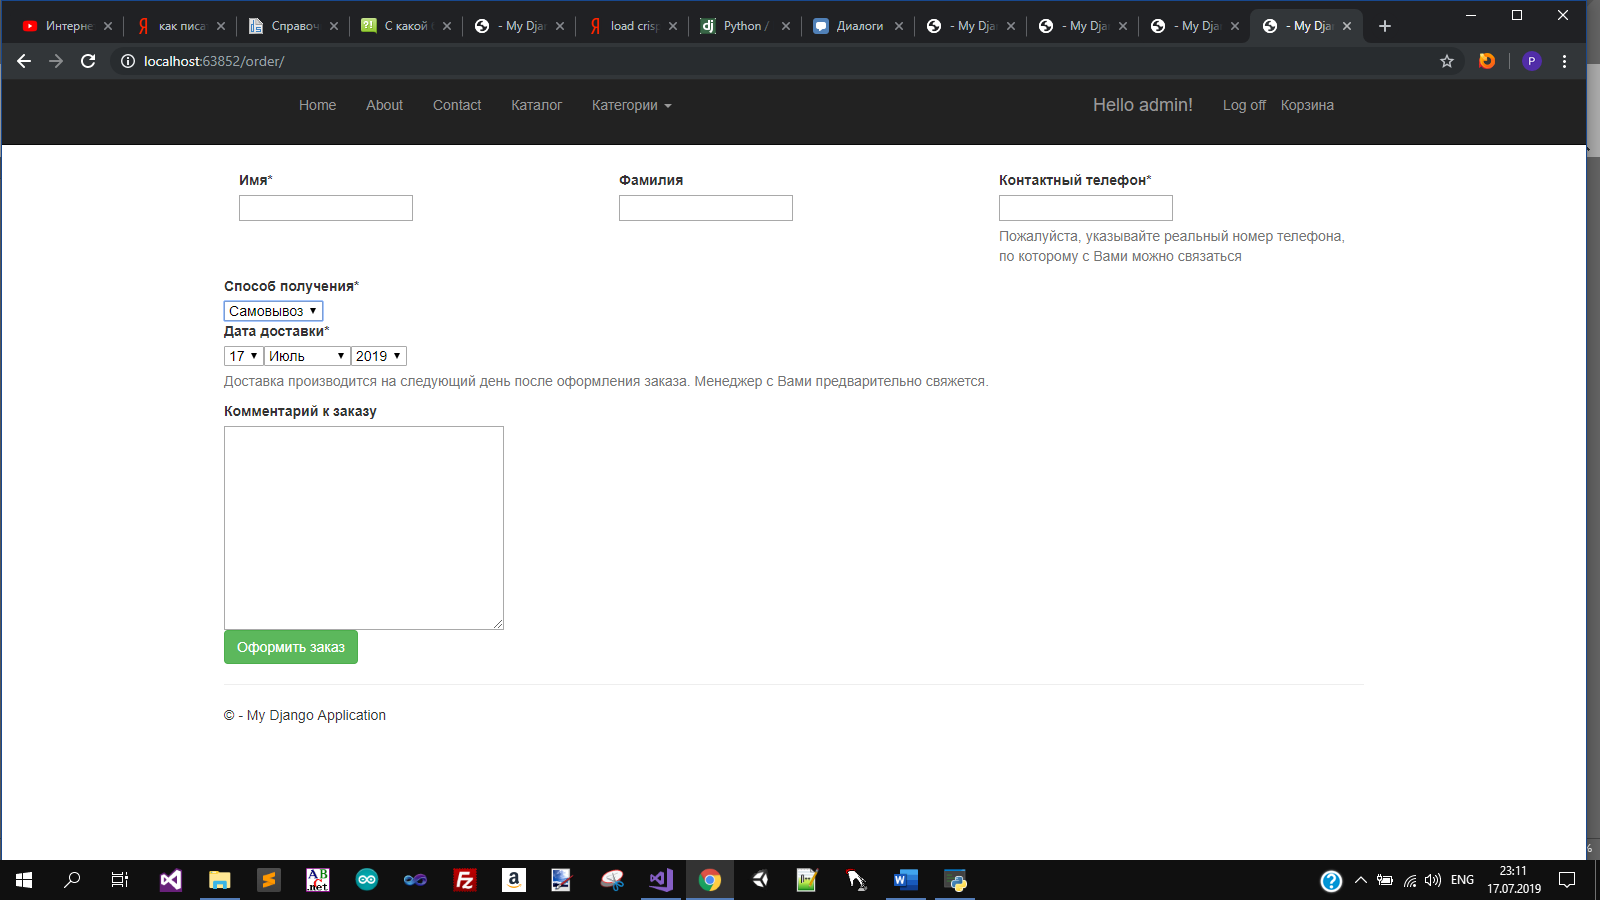 Интерне
как писа
Справоч
С какой
- My Dja
load crisp
Python /
Диалоги
- My Dja
- My Dja
- My Dja
- My Dja
localhost:63852/order/
P
Home
About
Contact
Каталог
Категории
Hello admin!
Log off
Корзина
Имя*
Фамилия
Контактный телефон*
Пожалуйста, указывайте реальный номер телефона,
по которому с Вами можно связаться
Способ получения*
Самовывоз
Дата доставки*
17 Июль 2019
Доставка производится на следующий день после оформления заказа. Менеджер с Вами предварительно свяжется.
Комментарий к заказу
Оформить заказ
© - My Django Application
%
ENG
23:11
17.07.2019